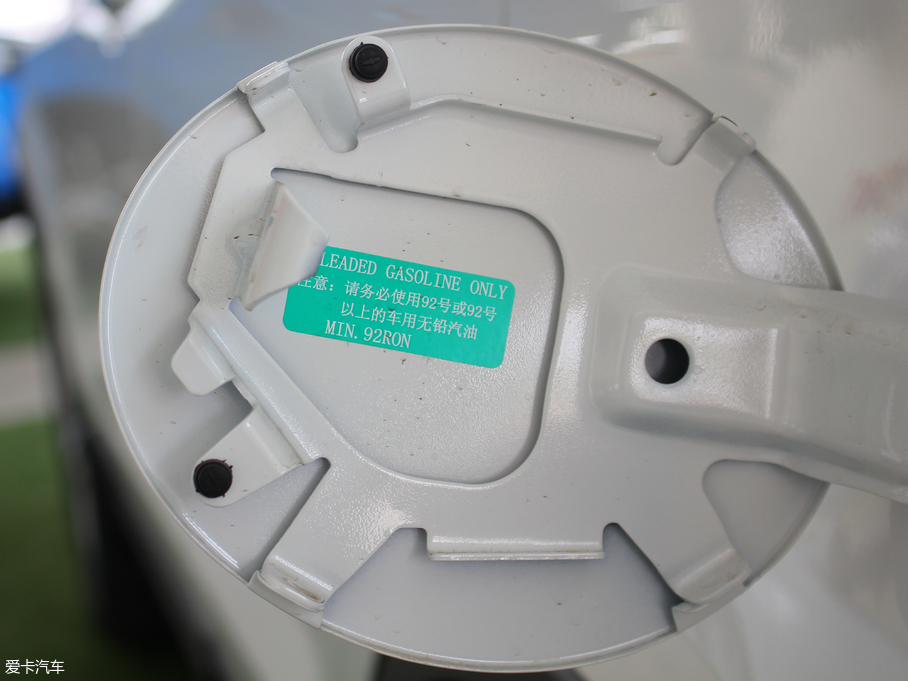 LEADED GASOLINE ONLY
注意：请务必使用92号或92号
以上的车用无铅汽油
MIN.92RON
爱卡汽车